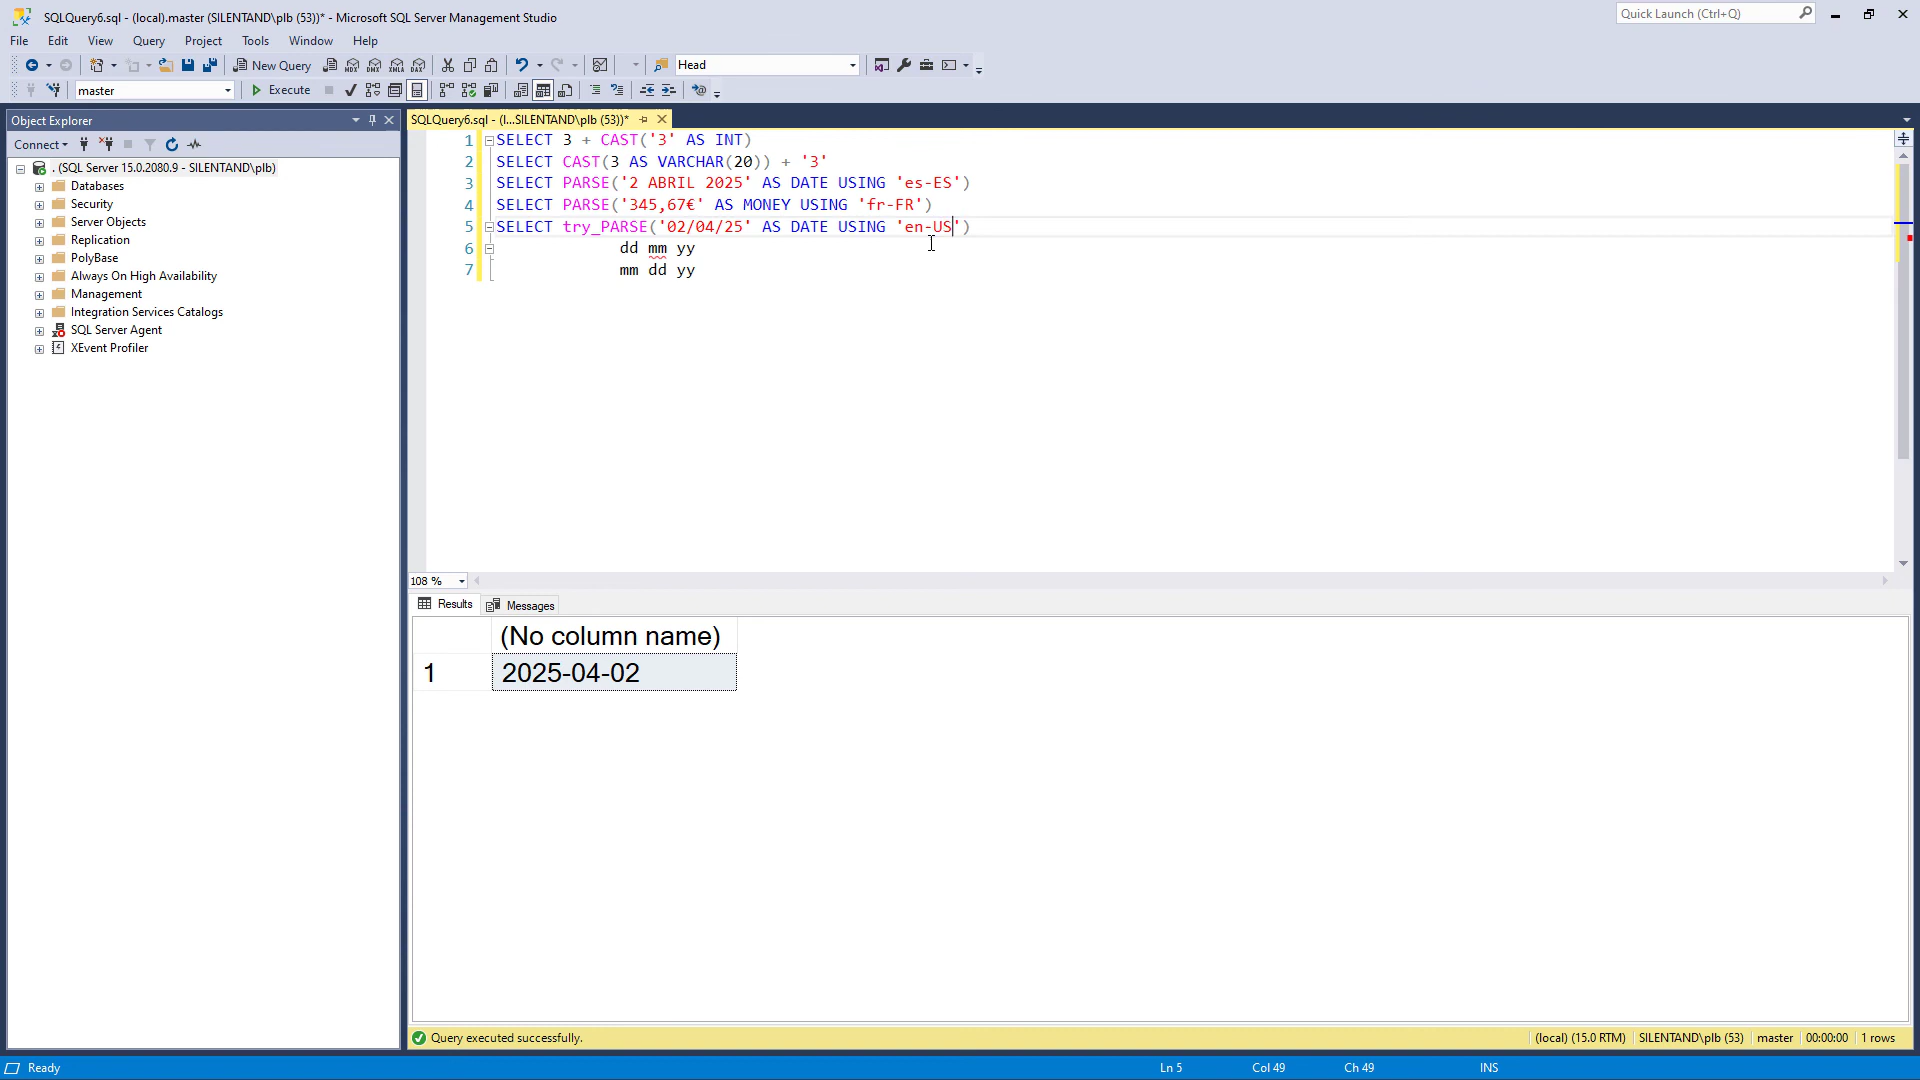 SQLQuery6.sql - (local).master (SILENTAND\plb (53))* - Microsoft SQL Server Management Studio
Quick Launch (Ctrl+Q)
File Edit View Query Project Tools Window Help
New Query
Head
master
Execute
Object Explorer
SQLQuery6.sql - (l...SILENTAND\plb (53))*
Connect
. (SQL Server 15.0.2080.9 - SILENTAND\plb)
Databases
Security
Server Objects
Replication
PolyBase
Always On High Availability
Management
Integration Services Catalogs
SQL Server Agent
XEvent Profiler
1 SELECT 3 + CAST('3' AS INT)
2 SELECT CAST(3 AS VARCHAR(20)) + '3'
3 SELECT PARSE('2 ABRIL 2025' AS DATE USING 'es-ES')
4 SELECT PARSE('345,67€' AS MONEY USING 'fr-FR')
5 SELECT try_PARSE('02/04/25' AS DATE USING 'en-US')
6 dd mm yy
7 mm dd yy
108 %
Results Messages
(No column name)
1 2025-04-02
Query executed successfully.
(local) (15.0 RTM) SILENTAND\plb (53) master 00:00:00 1 rows
Ready
Ln 5 Col 49 Ch 49 INS